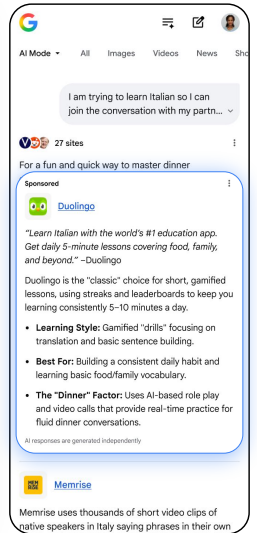 AI Mode All Images Videos News Sho
I am trying to learn Italian so I can
join the conversation with my partn...
27 sites
For a fun and quick way to master dinner
Sponsored
Duolingo
“Learn Italian with the world's #1 education app.
Get daily 5-minute lessons covering food, family,
and beyond.” –Duolingo
Duolingo is the "classic" choice for short, gamified
lessons, using streaks and leaderboards to keep you
learning consistently 5–10 minutes a day.
• Learning Style: Gamified "drills" focusing on
translation and basic sentence building.
• Best For: Building a consistent daily habit and
learning basic food/family vocabulary.
• The "Dinner" Factor: Uses AI-based role play
and video calls that provide real-time practice for
fluid dinner conversations.
AI responses are generated independently
MEM
RISE
Memrise
Memrise uses thousands of short video clips of
native speakers in Italy saying phrases in their own